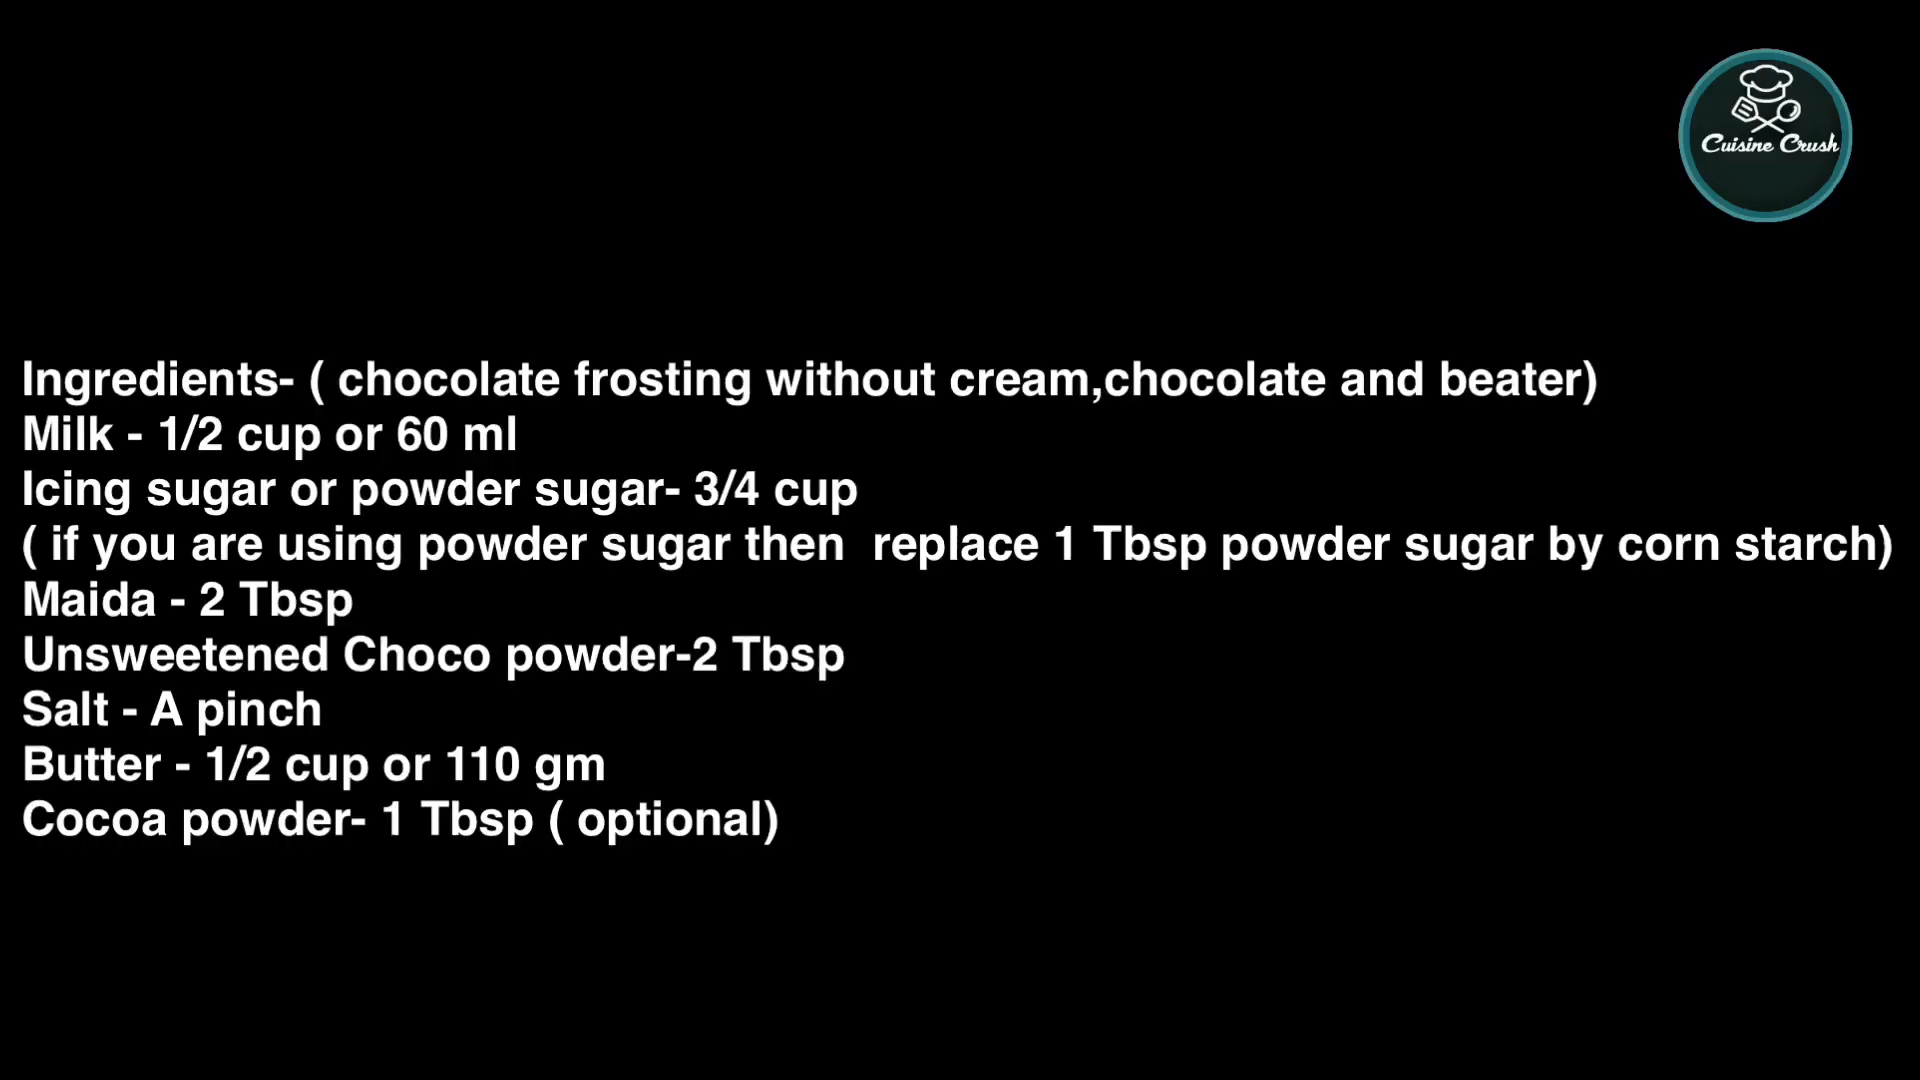 Cuisine Crush
Ingredients- ( chocolate frosting without cream,chocolate and beater)
Milk - 1/2 cup or 60 ml
Icing sugar or powder sugar- 3/4 cup
( if you are using powder sugar then  replace 1 Tbsp powder sugar by corn starch)
Maida - 2 Tbsp
Unsweetened Choco powder-2 Tbsp
Salt - A pinch
Butter - 1/2 cup or 110 gm
Cocoa powder- 1 Tbsp ( optional)